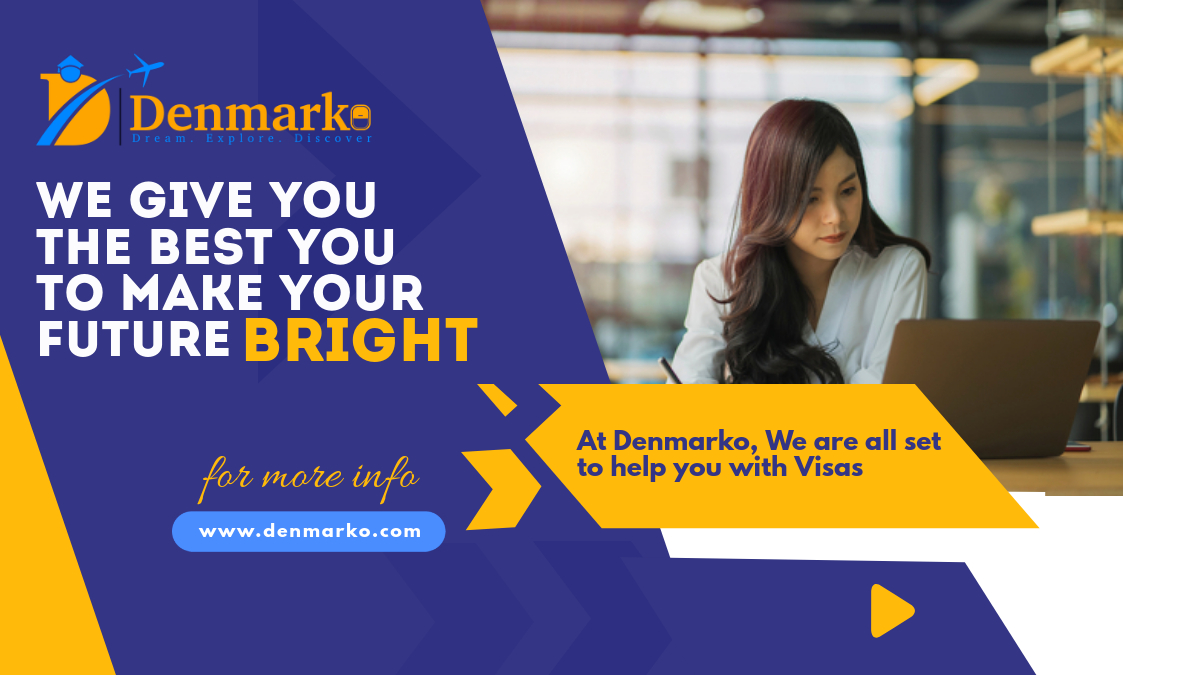 Denmarko
Dream. Explore. Discover
WE GIVE YOU
THE BEST YOU
TO MAKE YOUR
FUTURE BRIGHT
At Denmarko, We are all set
to help you with Visas
for more info
www.denmarko.com